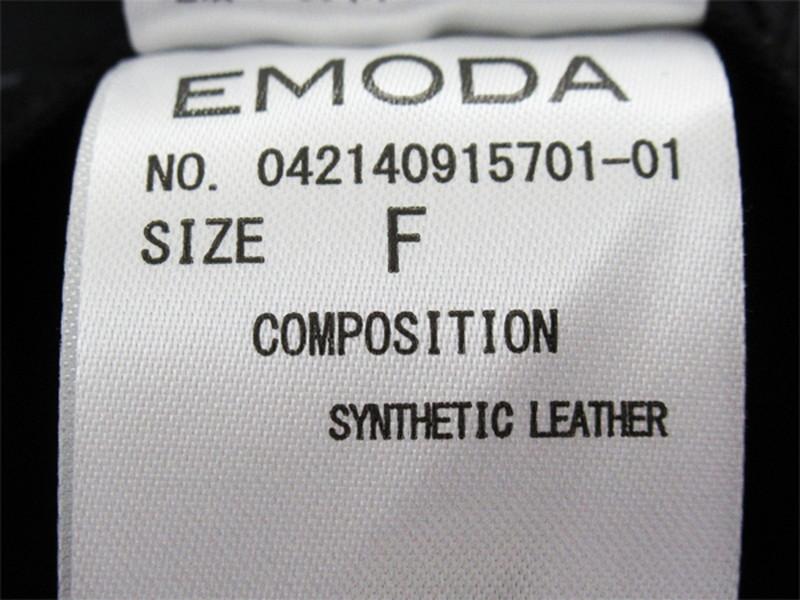 EMODA
NO. 042140915701-01
SIZE F
COMPOSITION
SYNTHETIC LEATHER